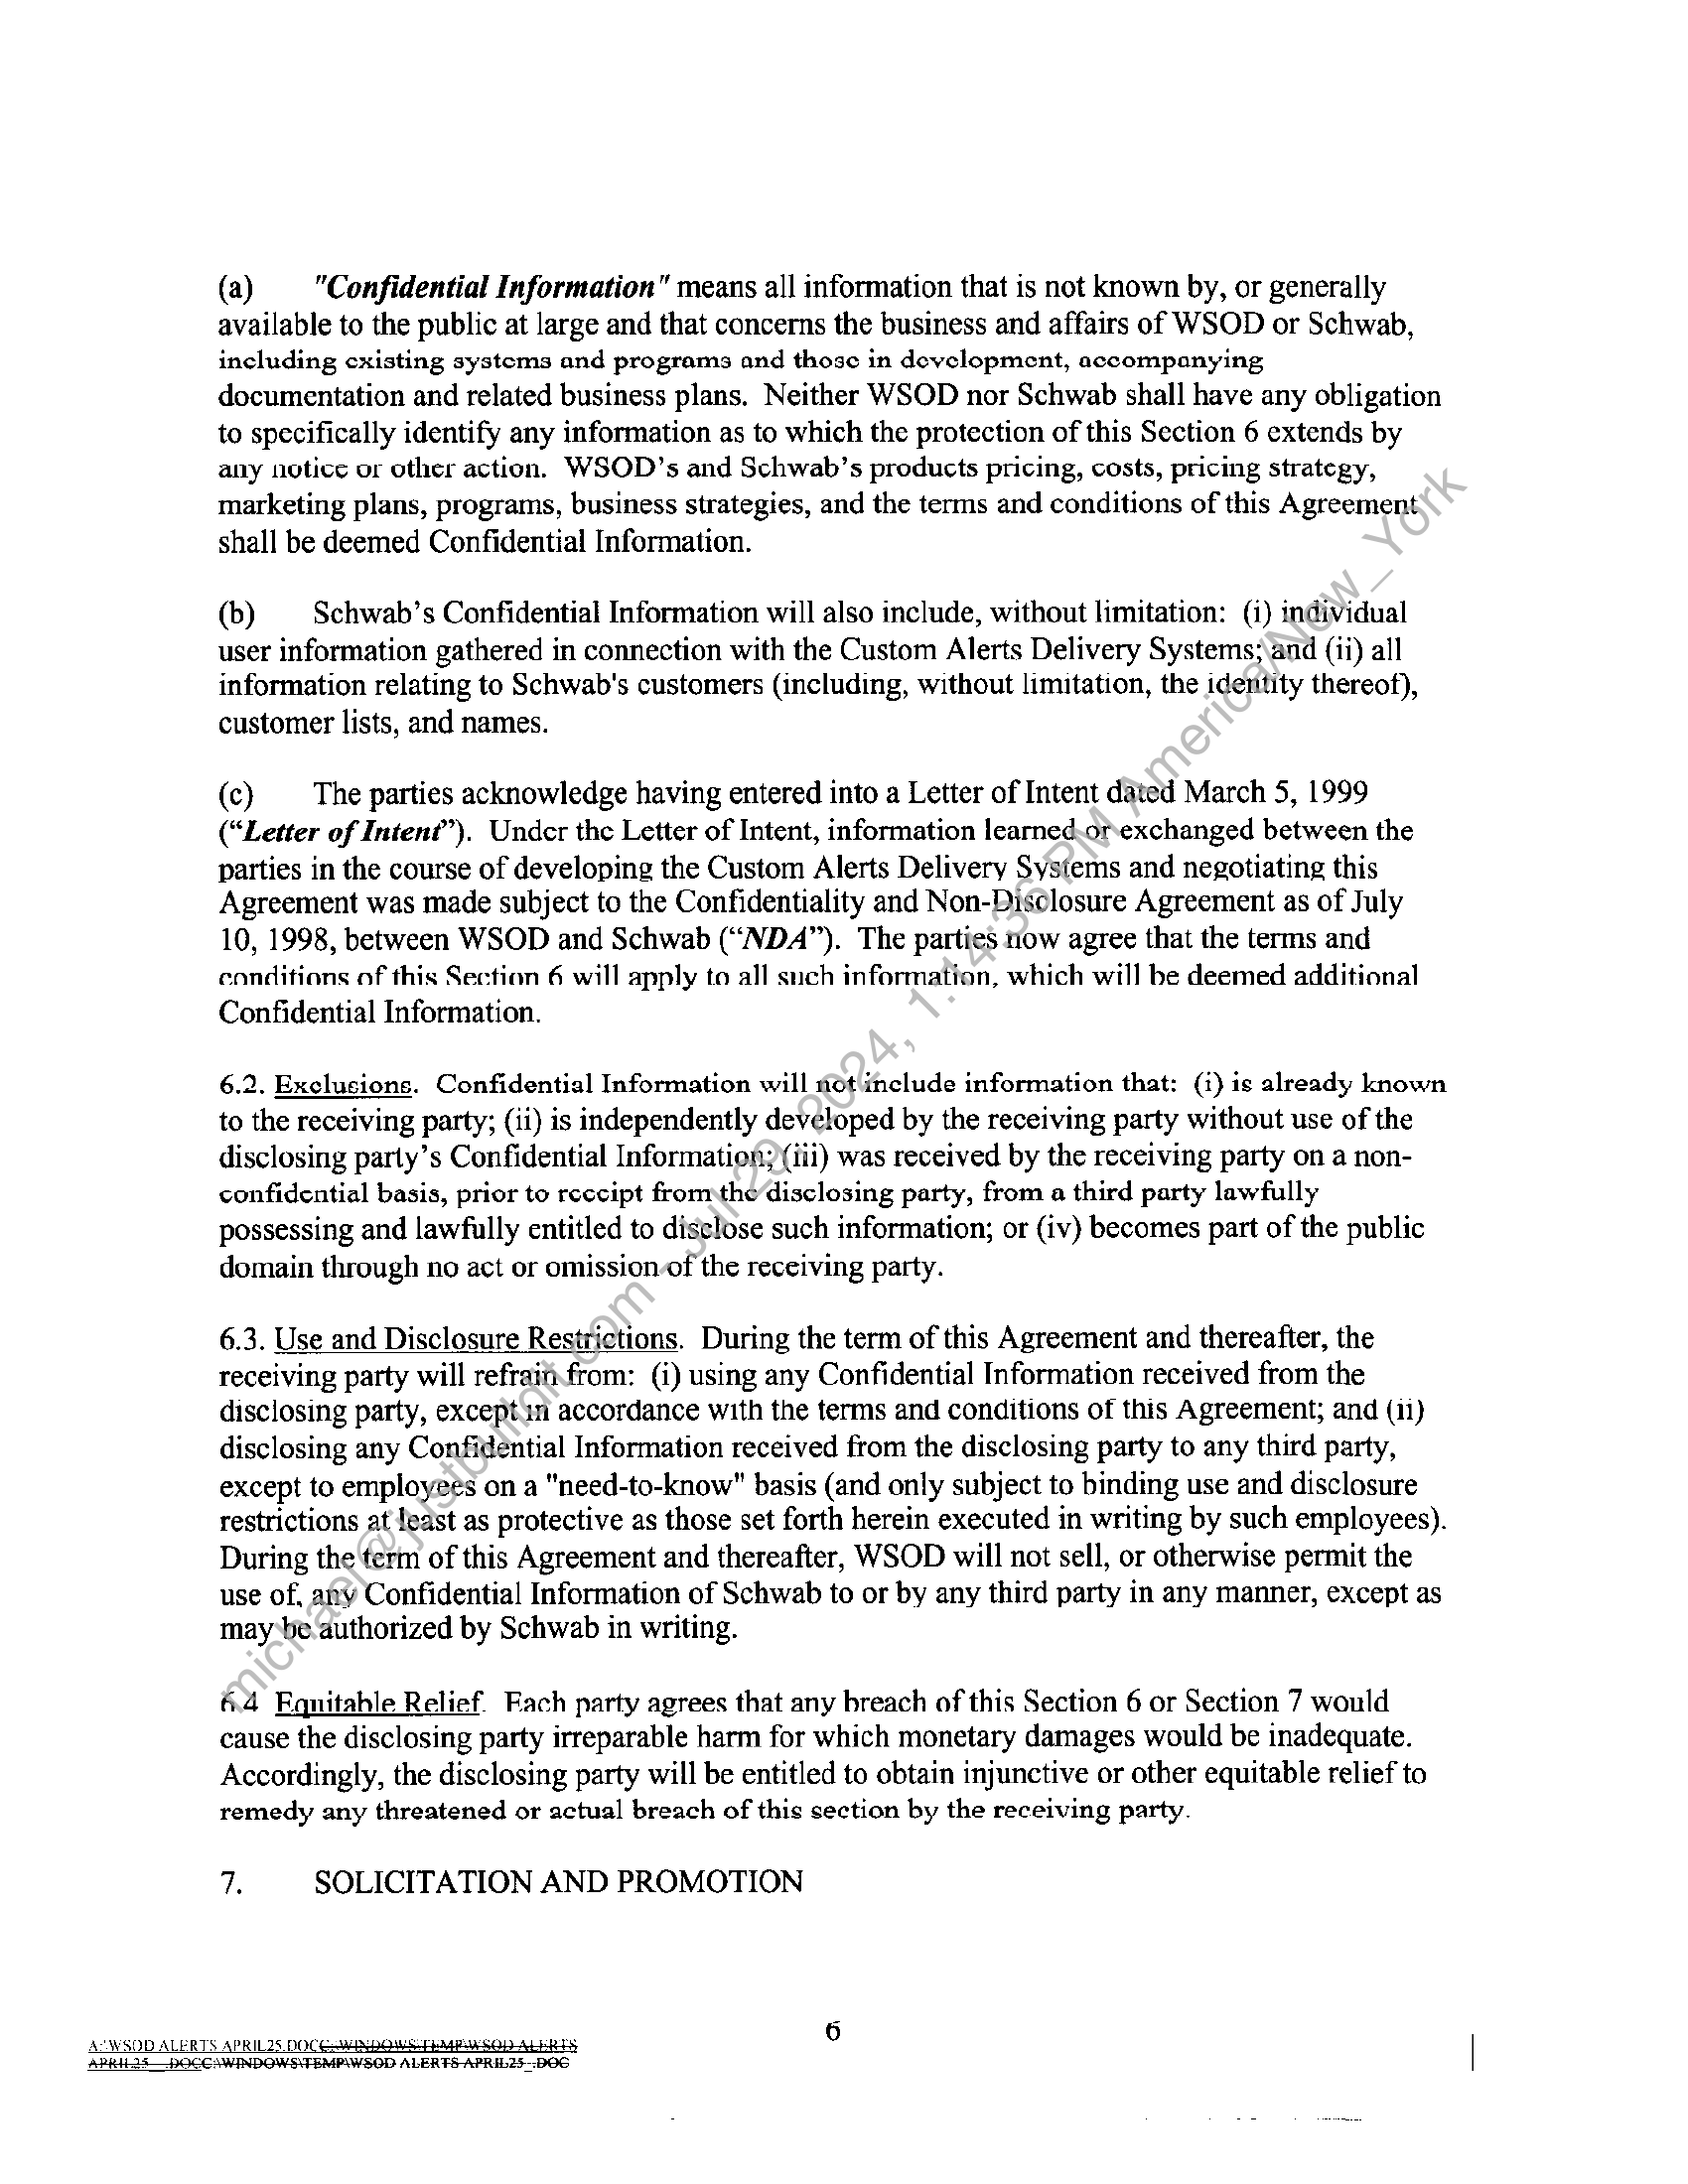 (a) "Confidential Information" means all information that is not known by, or generally
available to the public at large and that concerns the business and affairs of WSOD or Schwab,
including existing systems and programs and those in development, accompanying
documentation and related business plans. Neither WSOD nor Schwab shall have any obligation
to specifically identify any information as to which the protection of this Section 6 extends by
any notice or other action. WSOD's and Schwab's products pricing, costs, pricing strategy,
marketing plans, programs, business strategies, and the terms and conditions of this Agreement
shall be deemed Confidential Information.
(b) Schwab's Confidential Information will also include, without limitation: (i) individual
user information gathered in connection with the Custom Alerts Delivery Systems; and (ii) all
information relating to Schwab's customers (including, without limitation, the identity thereof),
customer lists, and names.
(c) The parties acknowledge having entered into a Letter of Intent dated March 5, 1999
("Letter of Intent"). Under the Letter of Intent, information learned or exchanged between the
parties in the course of developing the Custom Alerts Delivery Systems and negotiating this
Agreement was made subject to the Confidentiality and Non-Disclosure Agreement as of July
10, 1998, between WSOD and Schwab ("NDA"). The parties now agree that the terms and
conditions of this Section 6 will apply to all such information, which will be deemed additional
Confidential Information.
6.2. Exclusions. Confidential Information will not include information that: (i) is already known
to the receiving party; (ii) is independently developed by the receiving party without use of the
disclosing party's Confidential Information; (iii) was received by the receiving party on a non-
confidential basis, prior to receipt from the disclosing party, from a third party lawfully
possessing and lawfully entitled to disclose such information; or (iv) becomes part of the public
domain through no act or omission of the receiving party.
6.3. Use and Disclosure Restrictions. During the term of this Agreement and thereafter, the
receiving party will refrain from: (i) using any Confidential Information received from the
disclosing party, except in accordance with the terms and conditions of this Agreement; and (ii)
disclosing any Confidential Information received from the disclosing party to any third party,
except to employees on a "need-to-know" basis (and only subject to binding use and disclosure
restrictions at least as protective as those set forth herein executed in writing by such employees).
During the term of this Agreement and thereafter, WSOD will not sell, or otherwise permit the
use of, any Confidential Information of Schwab to or by any third party in any manner, except as
may be authorized by Schwab in writing.
6.4 Equitable Relief. Each party agrees that any breach of this Section 6 or Section 7 would
cause the disclosing party irreparable harm for which monetary damages would be inadequate.
Accordingly, the disclosing party will be entitled to obtain injunctive or other equitable relief to
remedy any threatened or actual breach of this section by the receiving party.
7. SOLICITATION AND PROMOTION
6
A:\WSOD ALERTS APRIL25.DOCC:\WINDOWS\TEMP\WSOD ALERTS
APRIL25__.DOCC:\WINDOWS\TEMP\WSOD ALERTS APRIL25_.DOC
michael@justbuildit.com - Jul 29, 2024, 1:14:36 PM America/New_York